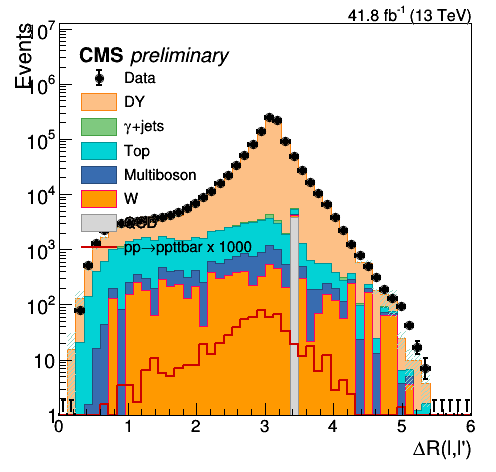 41.8 fb⁻¹ (13 TeV)
Events
CMS preliminary
Data
DY
γ+jets
Top
Multiboson
W
QCD
pp→ppttbar x 1000
10⁷
10⁶
10⁵
10⁴
10³
10²
10
1
0 1 2 3 4 5 6
ΔR(l,l')